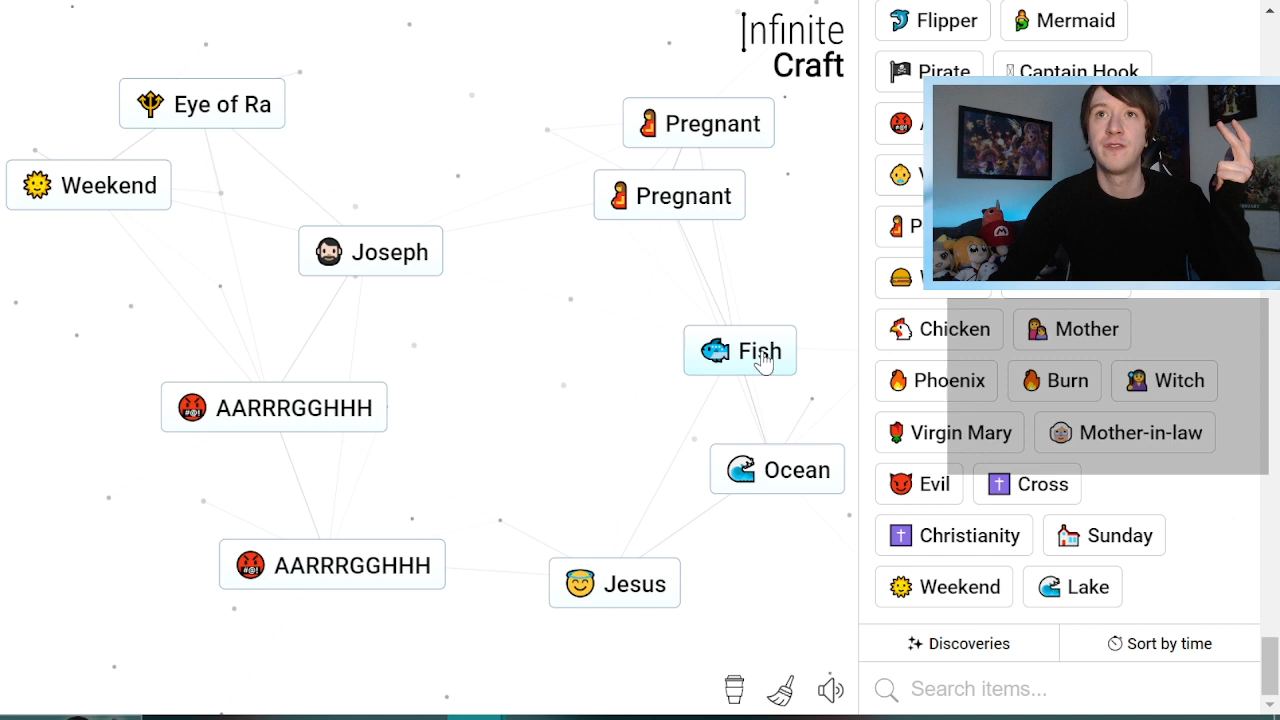 Infinite
Craft
Eye of Ra
Weekend
Joseph
AARRRGGHHH
AARRRGGHHH
Pregnant
Pregnant
Fish
Ocean
Jesus
Flipper Mermaid
Pirate Captain Hook
Chicken Mother
Phoenix Burn Witch
Virgin Mary Mother-in-law
Evil Cross
Christianity Sunday
Weekend Lake
Discoveries Sort by time
Search items...